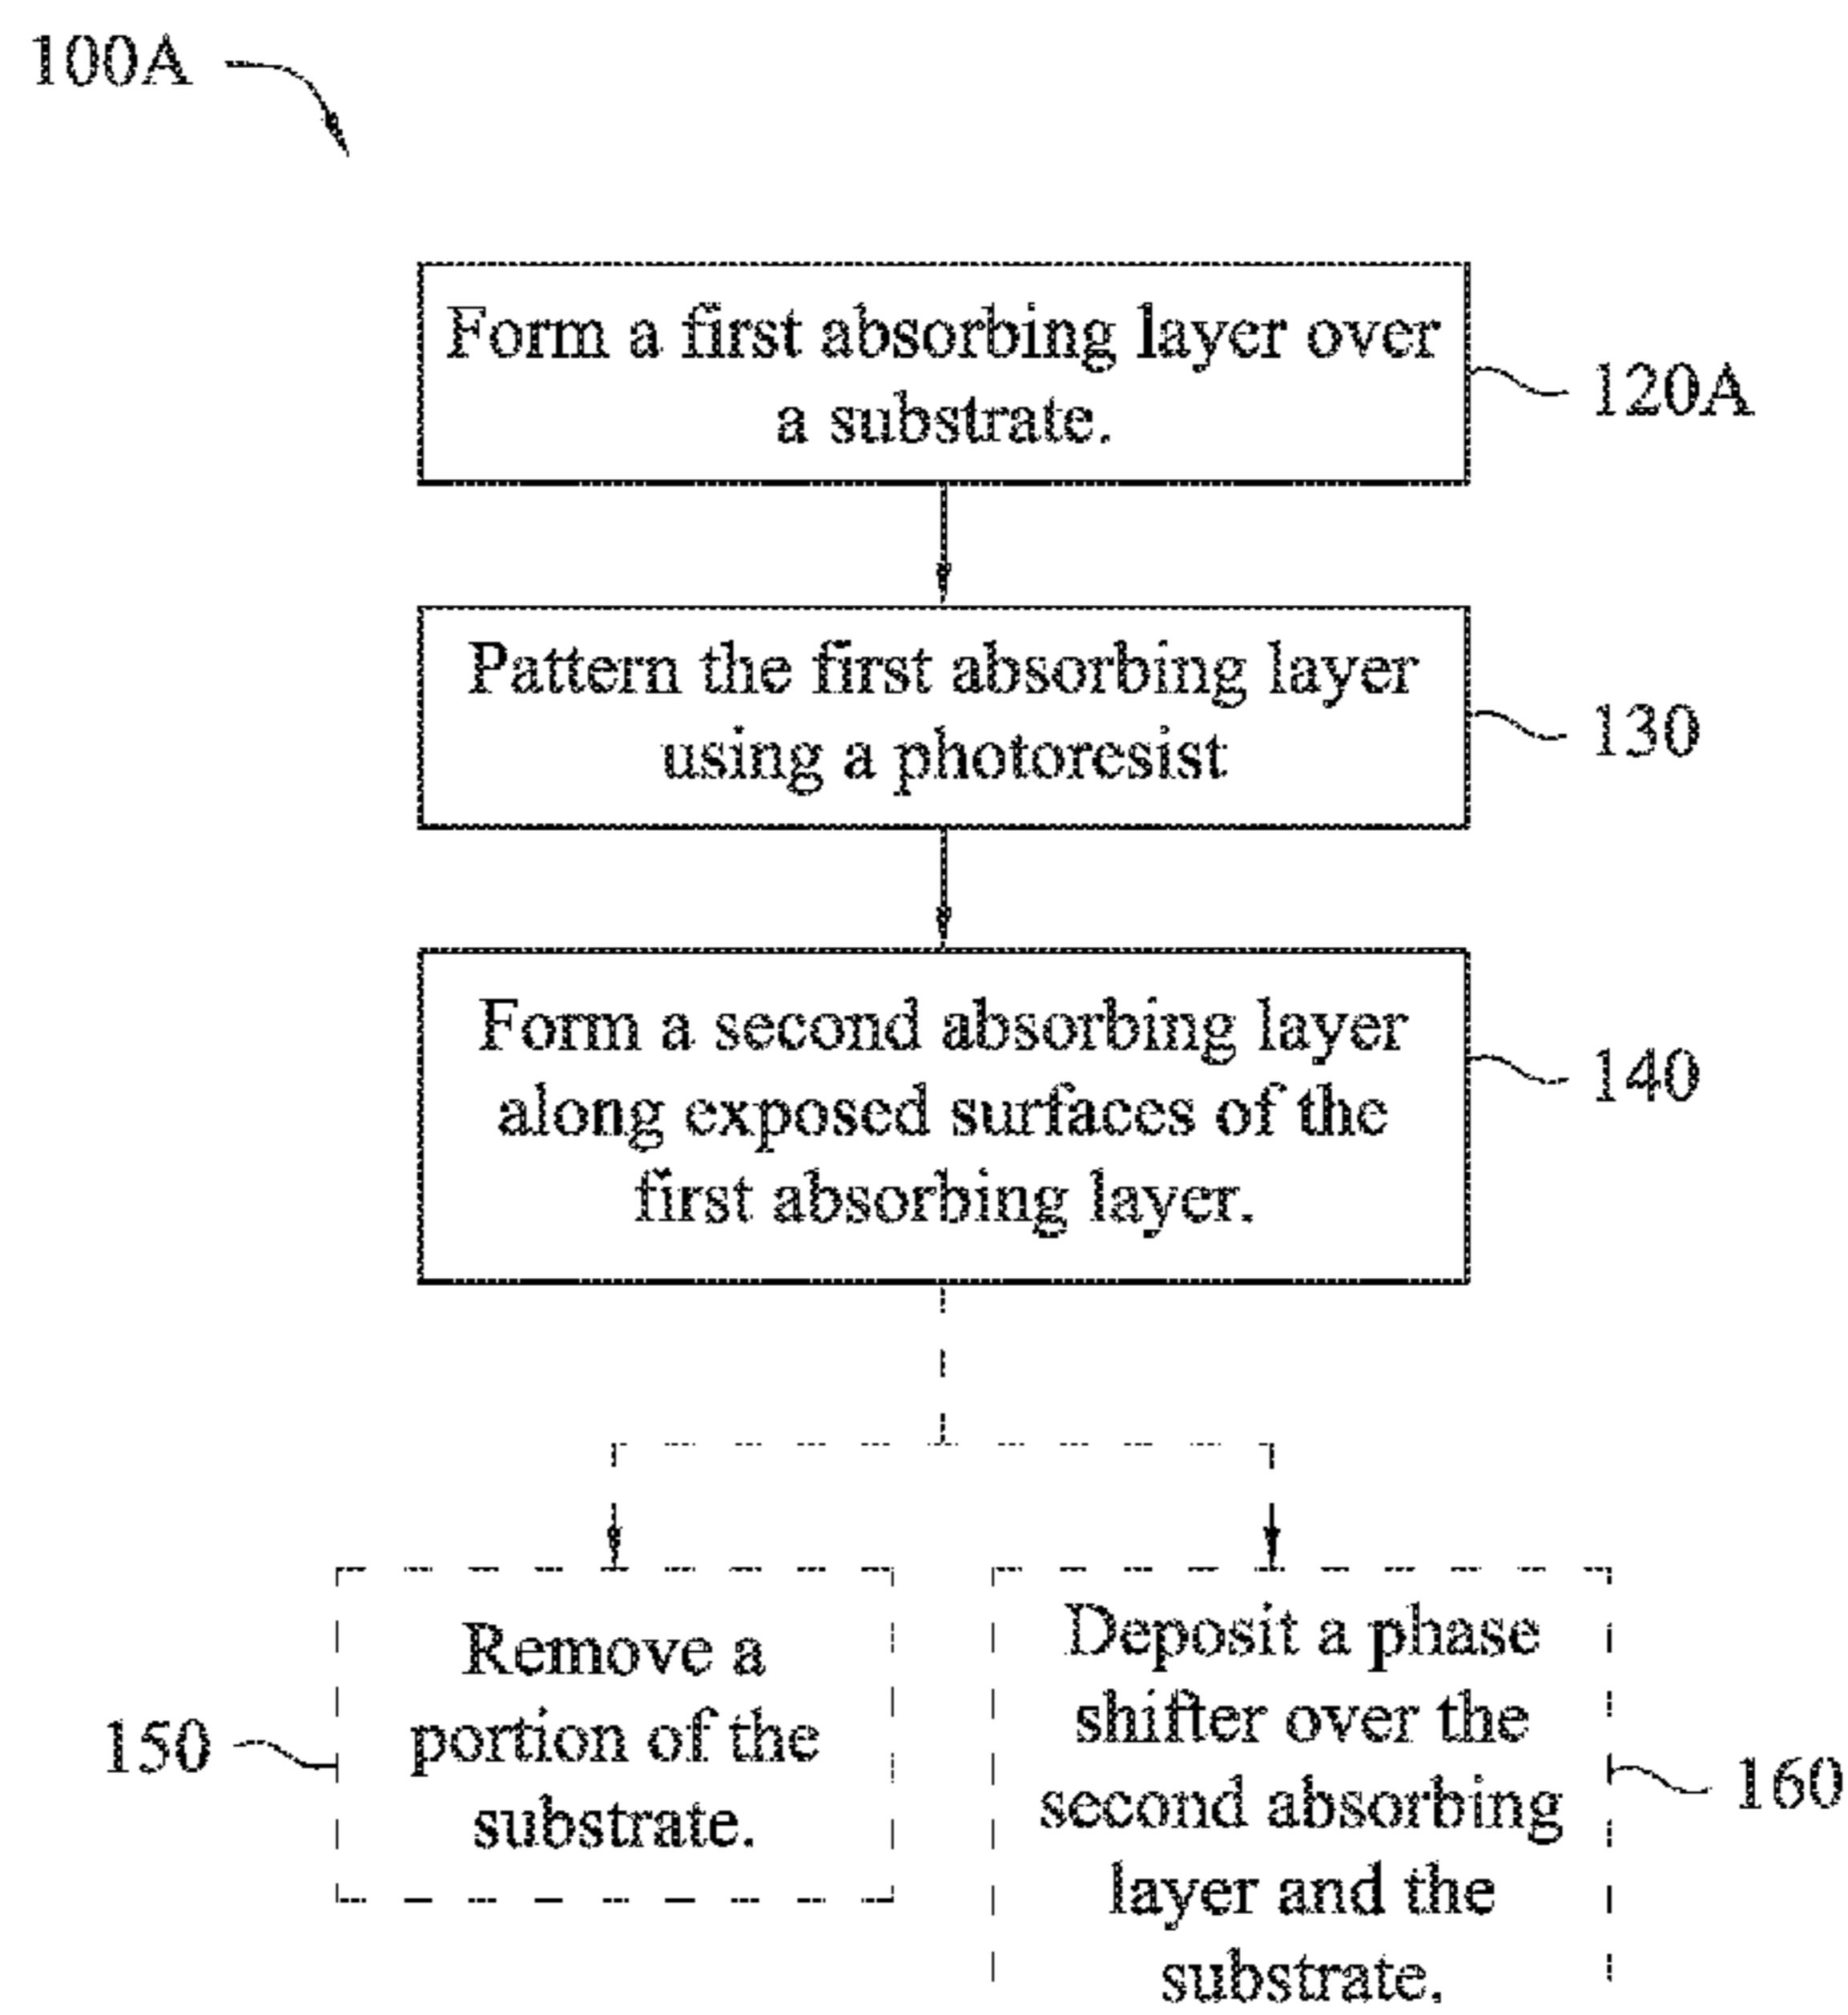 100A
Form a first absorbing layer over
a substrate.
120A
Pattern the first absorbing layer
using a photoresist
130
Form a second absorbing layer
along exposed surfaces of the
first absorbing layer.
140
Remove a
portion of the
substrate.
150
Deposit a phase
shifter over the
second absorbing
layer and the
substrate.
160